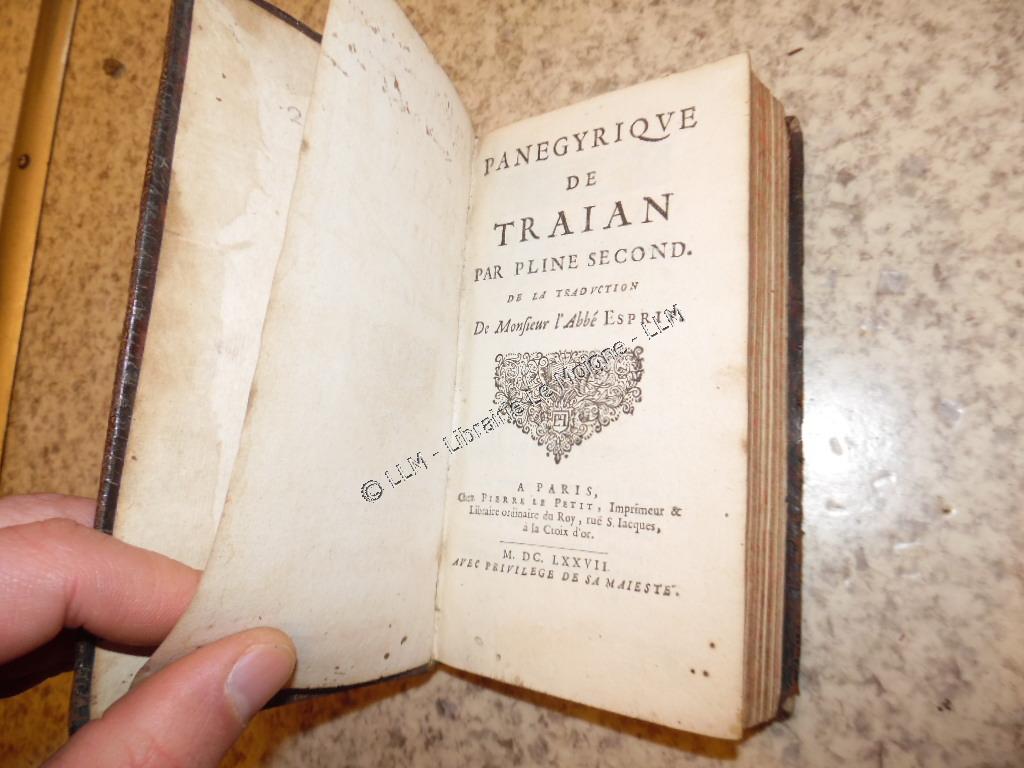 2
PANEGYRIQVE
DE
TRAIAN
PAR PLINE SECOND.
DE LA TRADVCTION
De Monsieur l'Abbé ESPRIT.
© LLM - Librairie Le Moine - LLM
A PARIS,
Chez PIERRE LE PETIT, Imprimeur &
Libraire ordinaire du Roy, ruë S. Iacques,
à la Croix d'or.
M. DC. LXXVII
AVEC PRIVILEGE DE SA MAIESTE'.